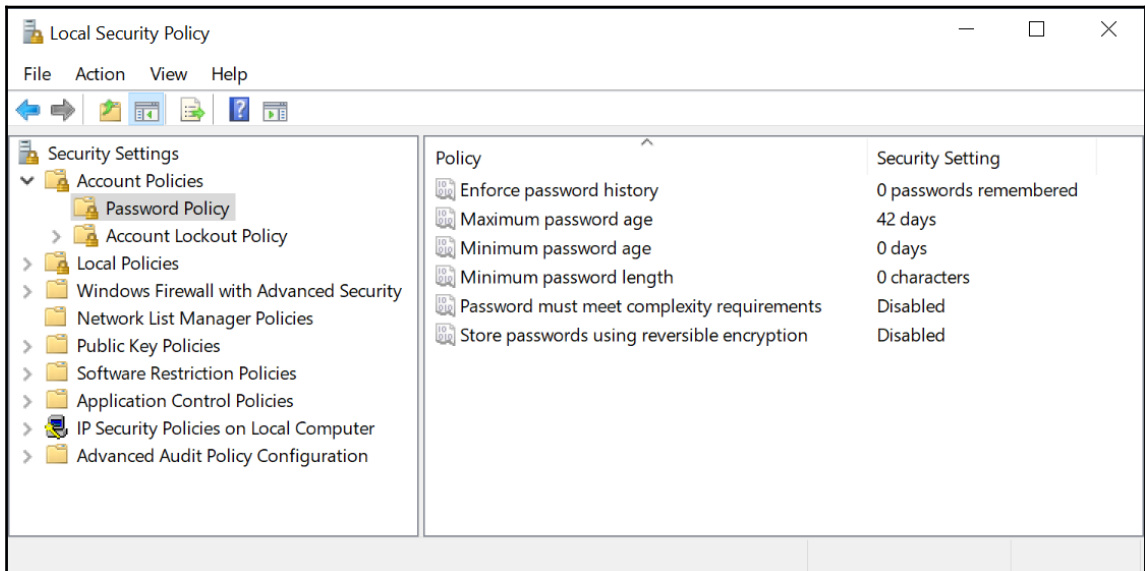 Local Security Policy
File Action View Help
Security Settings
Account Policies
Password Policy
Account Lockout Policy
Local Policies
Windows Firewall with Advanced Security
Network List Manager Policies
Public Key Policies
Software Restriction Policies
Application Control Policies
IP Security Policies on Local Computer
Advanced Audit Policy Configuration
Policy Security Setting
Enforce password history 0 passwords remembered
Maximum password age 42 days
Minimum password age 0 days
Minimum password length 0 characters
Password must meet complexity requirements Disabled
Store passwords using reversible encryption Disabled